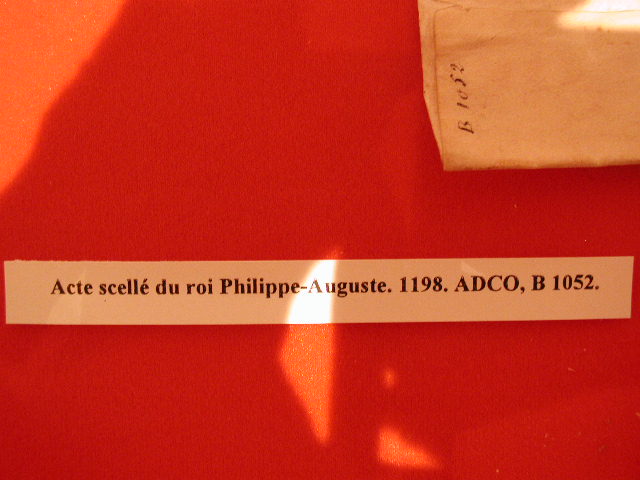 B 1052
Acte scellé du roi Philippe-Auguste. 1198. ADCO, B 1052.